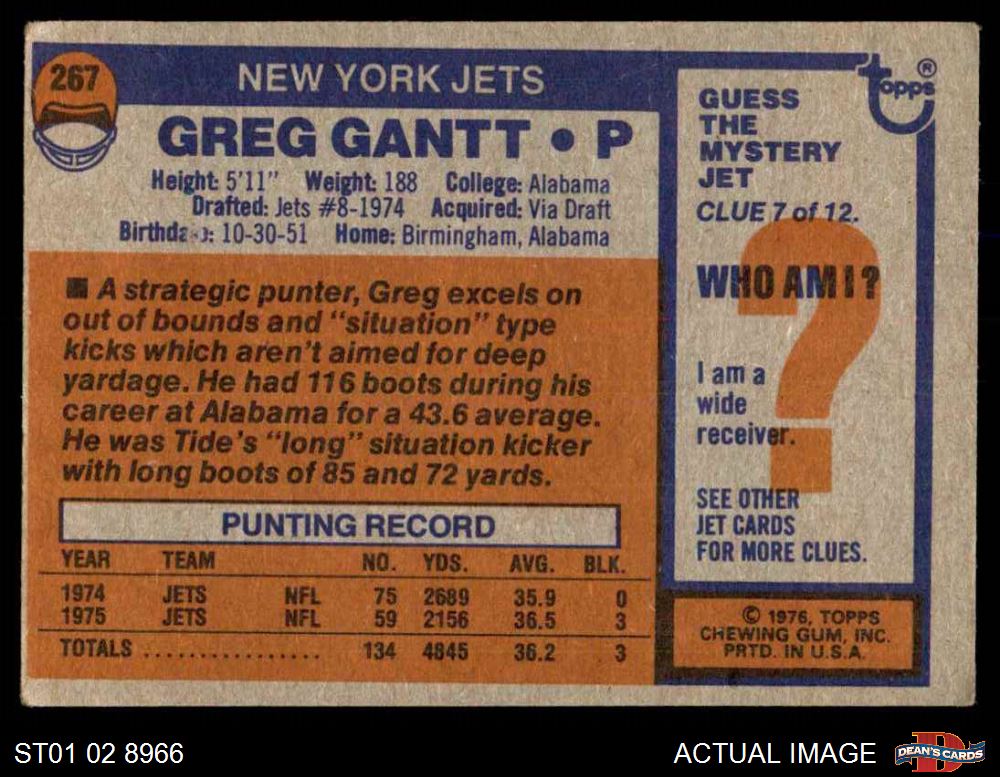 267
NEW YORK JETS
GREG GANTT • P
Height: 5'11" Weight: 188 College: Alabama
Drafted: Jets #8-1974 Acquired: Via Draft
10-30-51 Home: Birmingham, Alabama
■ A strategic punter, Greg excels on
out of bounds and "situation" type
kicks which aren't aimed for deep
yardage. He had 116 boots during his
career at Alabama for a 43.6 average.
He was Tide's "long" situation kicker
with long boots of 85 and 72 yards.
PUNTING RECORD
YEAR TEAM NO. YDS. AVG. BLK.
1974 JETS NFL 75 2689 35.9 0
1975 JETS NFL 59 2156 36.5 3
TOTALS ................ 134 4845 36.2 3
topps®
GUESS
THE
MYSTERY
JET
CLUE 7 of 12.
?
WHO AM I?
I am a
wide
receiver.
SEE OTHER
JET CARDS
FOR MORE CLUES.
© 1976, TOPPS
CHEWING GUM, INC.
PRTD. IN U.S.A.
ST01 02 8966
ACTUAL IMAGE
D
DEAN'S CARDS